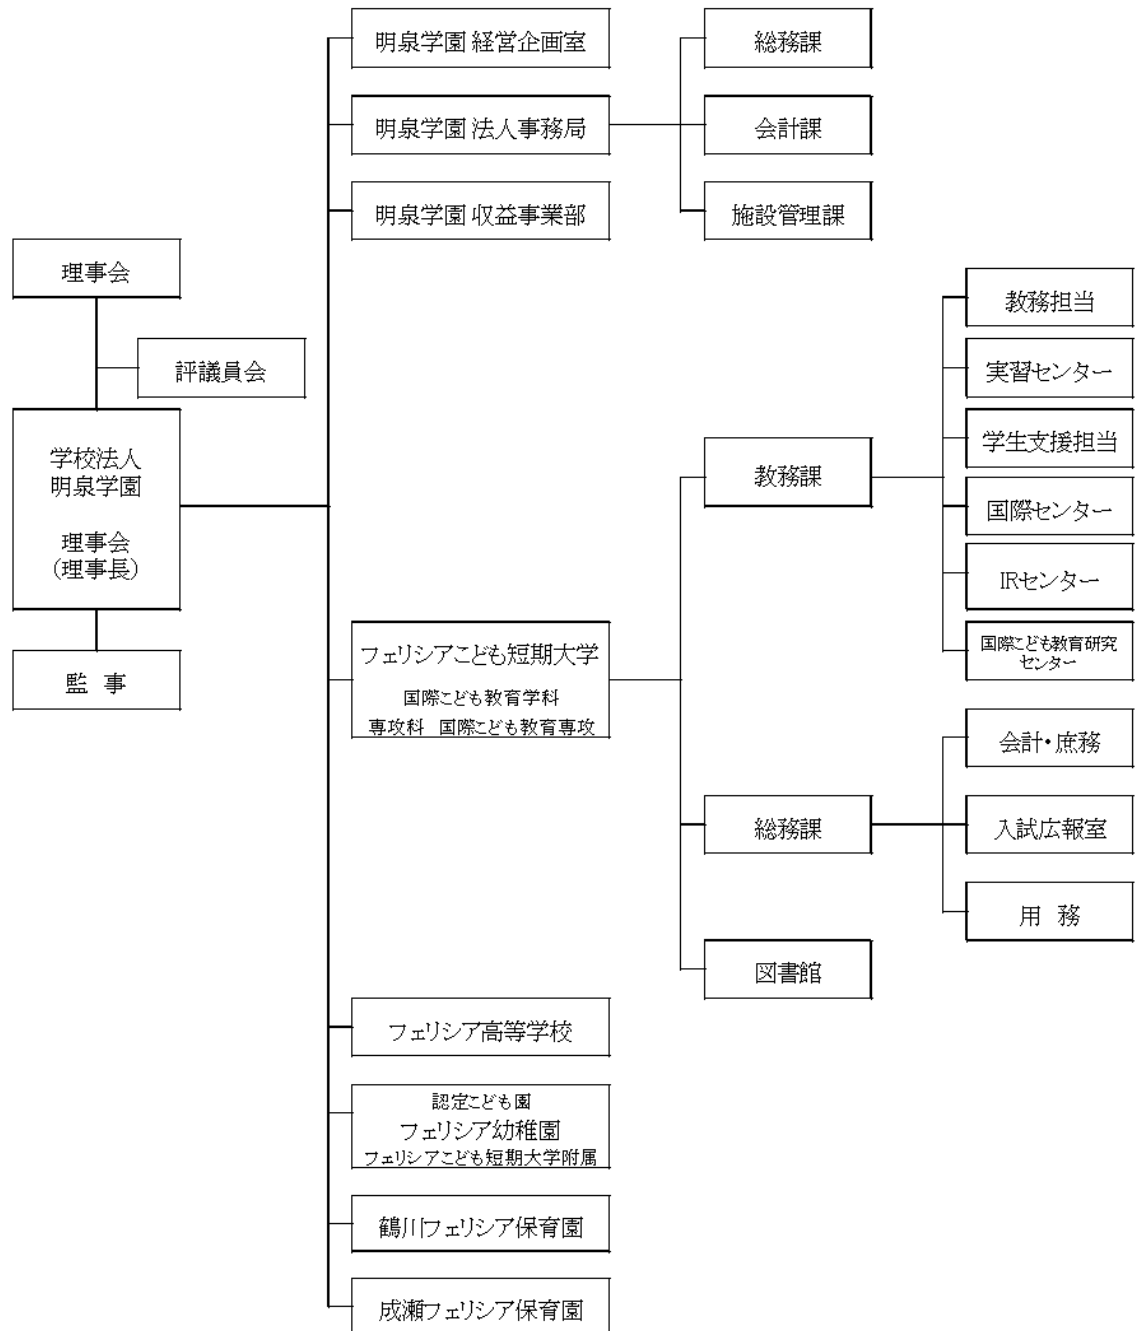 理事会
評議員会
学校法人
明泉学園
理事会
(理事長)
監 事
明泉学園 経営企画室
明泉学園 法人事務局
明泉学園 収益事業部
総務課
会計課
施設管理課
フェリシアこども短期大学
国際こども教育学科
専攻科 国際こども教育専攻
教務課
教務担当
実習センター
学生支援担当
国際センター
IRセンター
国際こども教育研究
センター
総務課
会計・庶務
入試広報室
用 務
図書館
フェリシア高等学校
認定こども園
フェリシア幼稚園
フェリシアこども短期大学附属
鶴川フェリシア保育園
成瀬フェリシア保育園